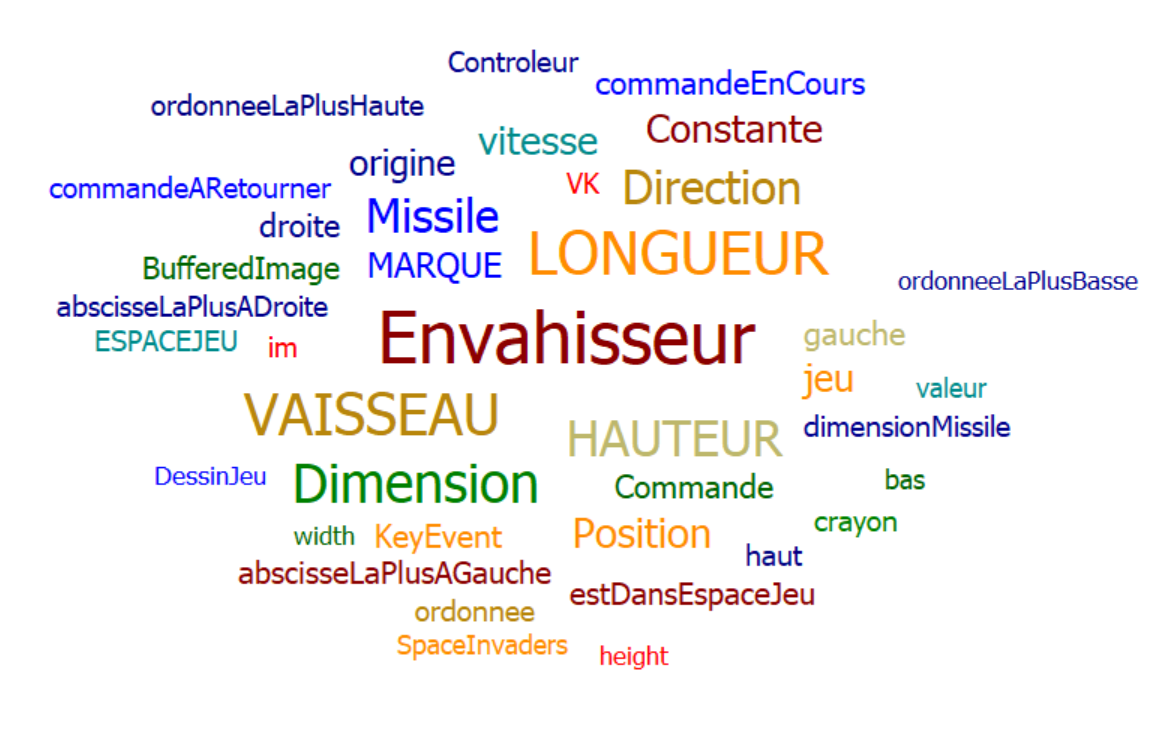 Controleur
commandeEnCours
ordonneeLaPlusHaute
Constante
vitesse
origine
VK
Direction
commandeARetourner
Missile
droite
LONGUEUR
BufferedImage
MARQUE
ordonneeLaPlusBasse
abscisseLaPlusADroite
Envahisseur
gauche
ESPACEJEU
im
jeu
valeur
VAISSEAU
HAUTEUR
dimensionMissile
DessinJeu
Dimension
Commande
bas
crayon
width
KeyEvent
Position
haut
abscisseLaPlusAGauche
estDansEspaceJeu
ordonnee
SpaceInvaders
height